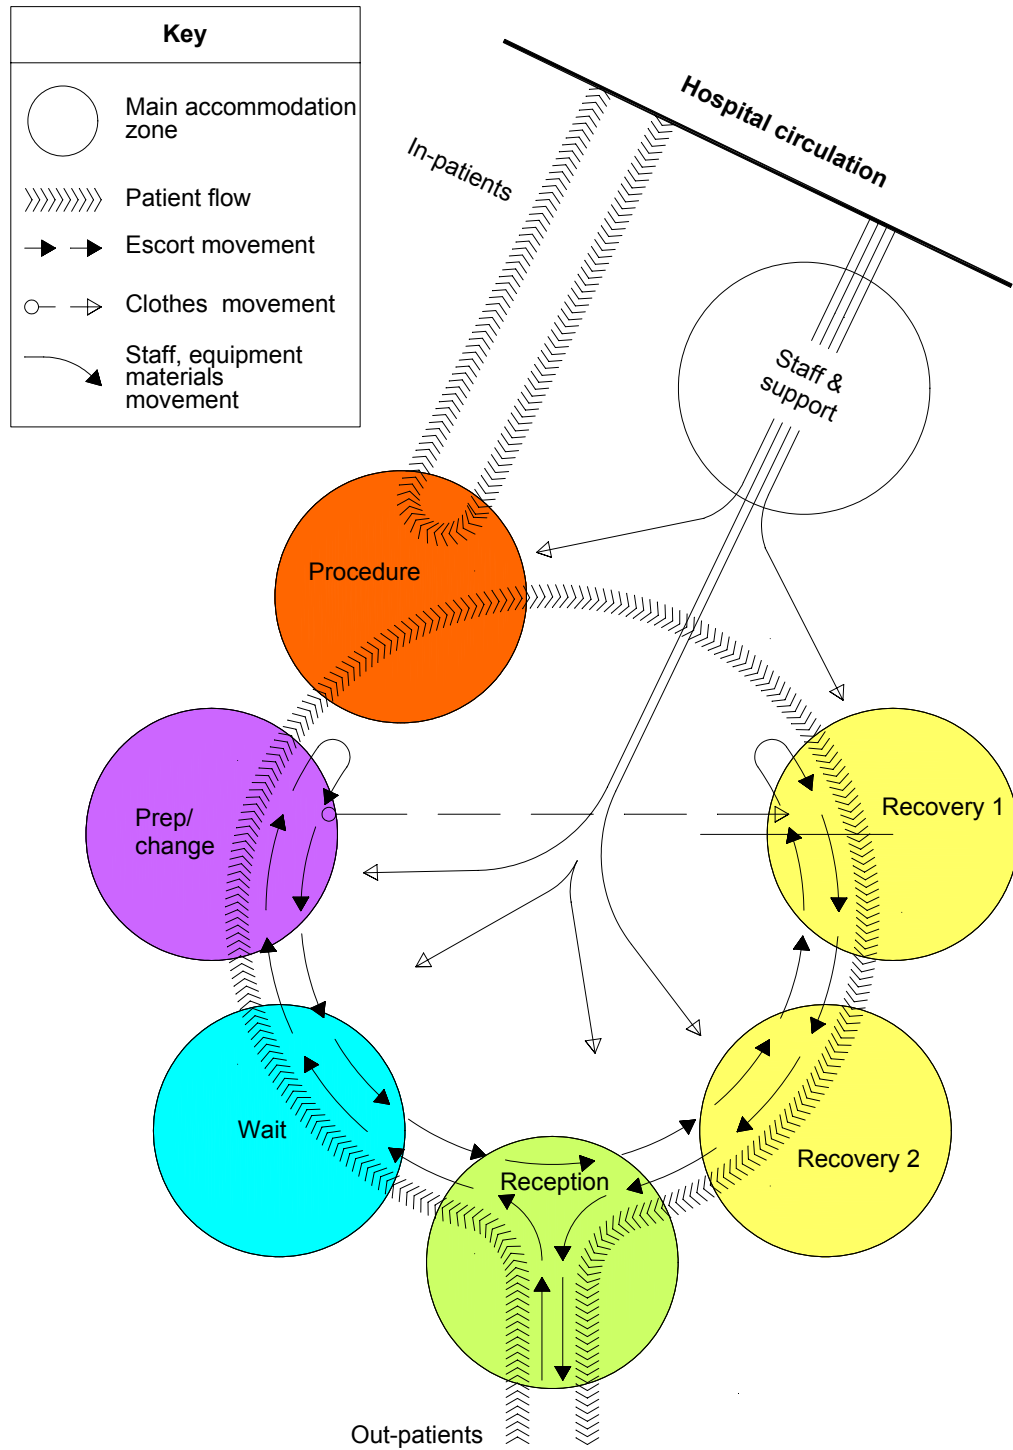 Key
Main accommodation
zone
Patient flow
Escort movement
Clothes movement
Staff, equipment
materials
movement
Hospital circulation
In-patients
Staff &
support
Procedure
Prep/
change
Recovery 1
Wait
Reception
Recovery 2
Out-patients